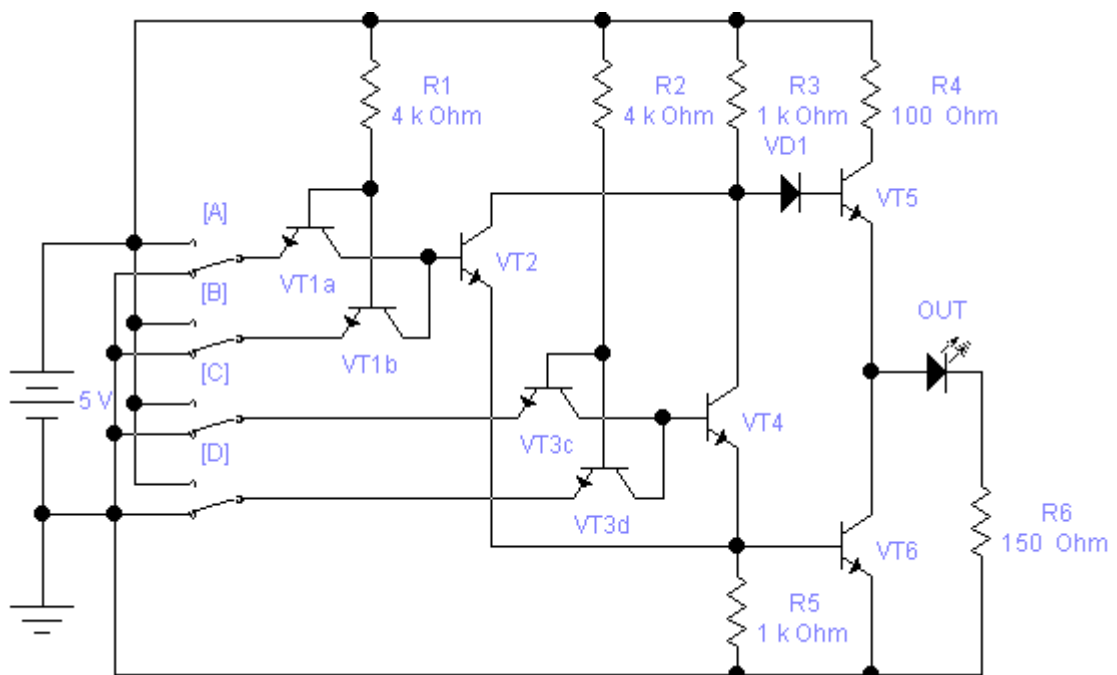 R1
4 k Ohm
R2
4 k Ohm
R3
1 k Ohm
R4
100 Ohm
VD1
VT5
[A]
VT1a
VT2
[B]
VT1b
OUT
[C]
5 V
VT3c
VT4
[D]
VT3d
VT6
R6
150 Ohm
R5
1 k Ohm